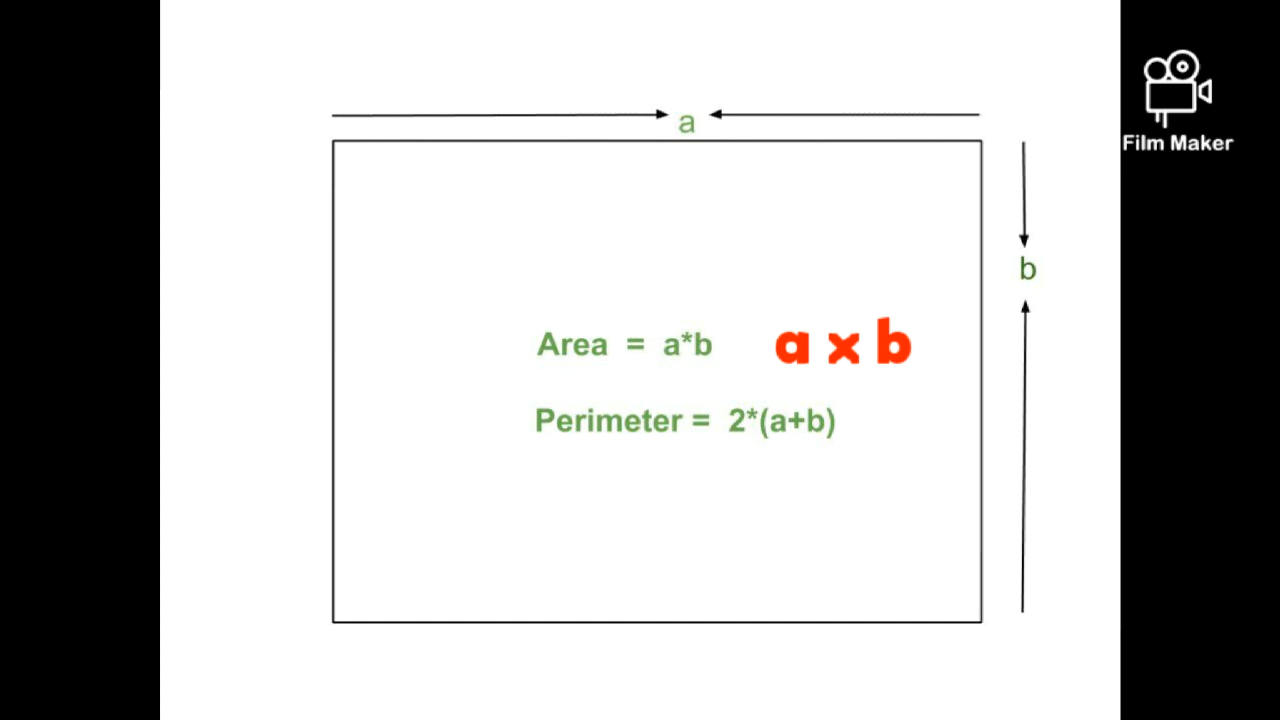 a
Film Maker
b
Area = a*b a x b
Perimeter = 2*(a+b)